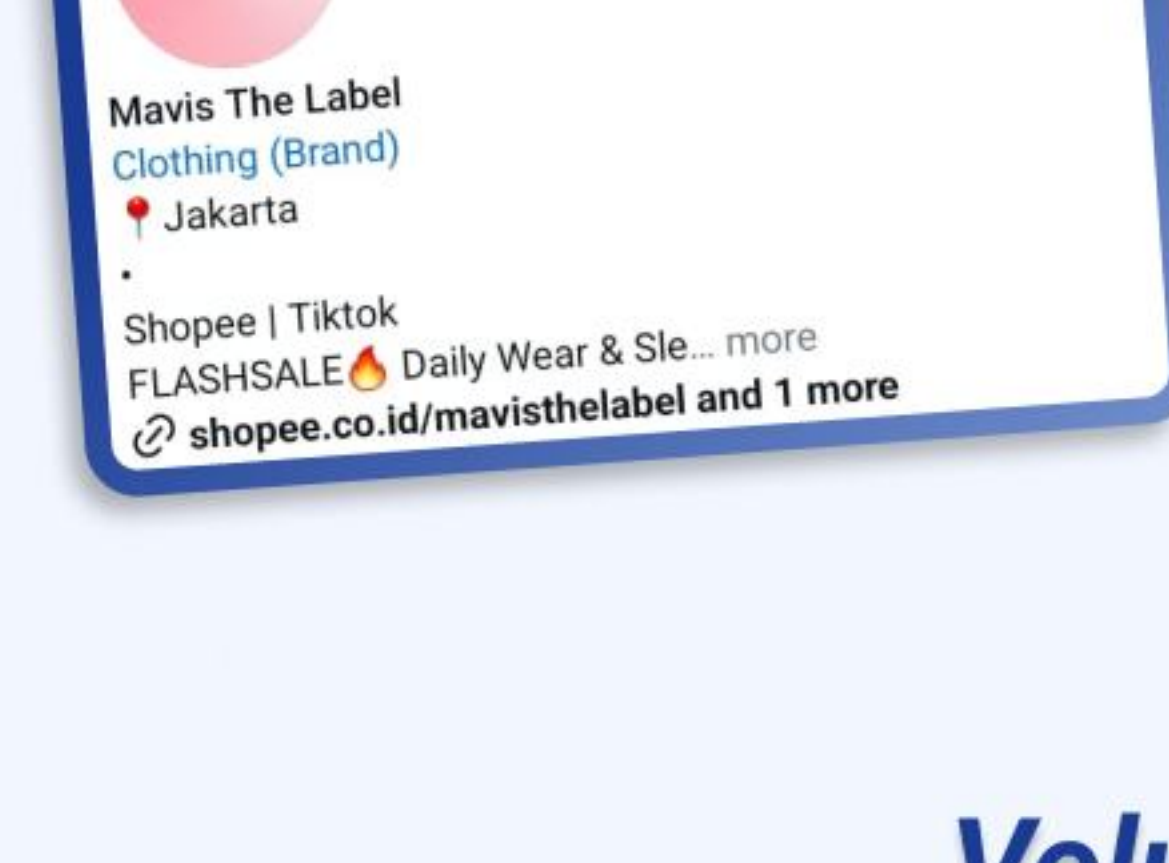 Mavis The Label
Clothing (Brand)
📍 Jakarta
.
Shopee | Tiktok
FLASHSALE🔥 Daily Wear & Sle... more
shopee.co.id/mavisthelabel and 1 more